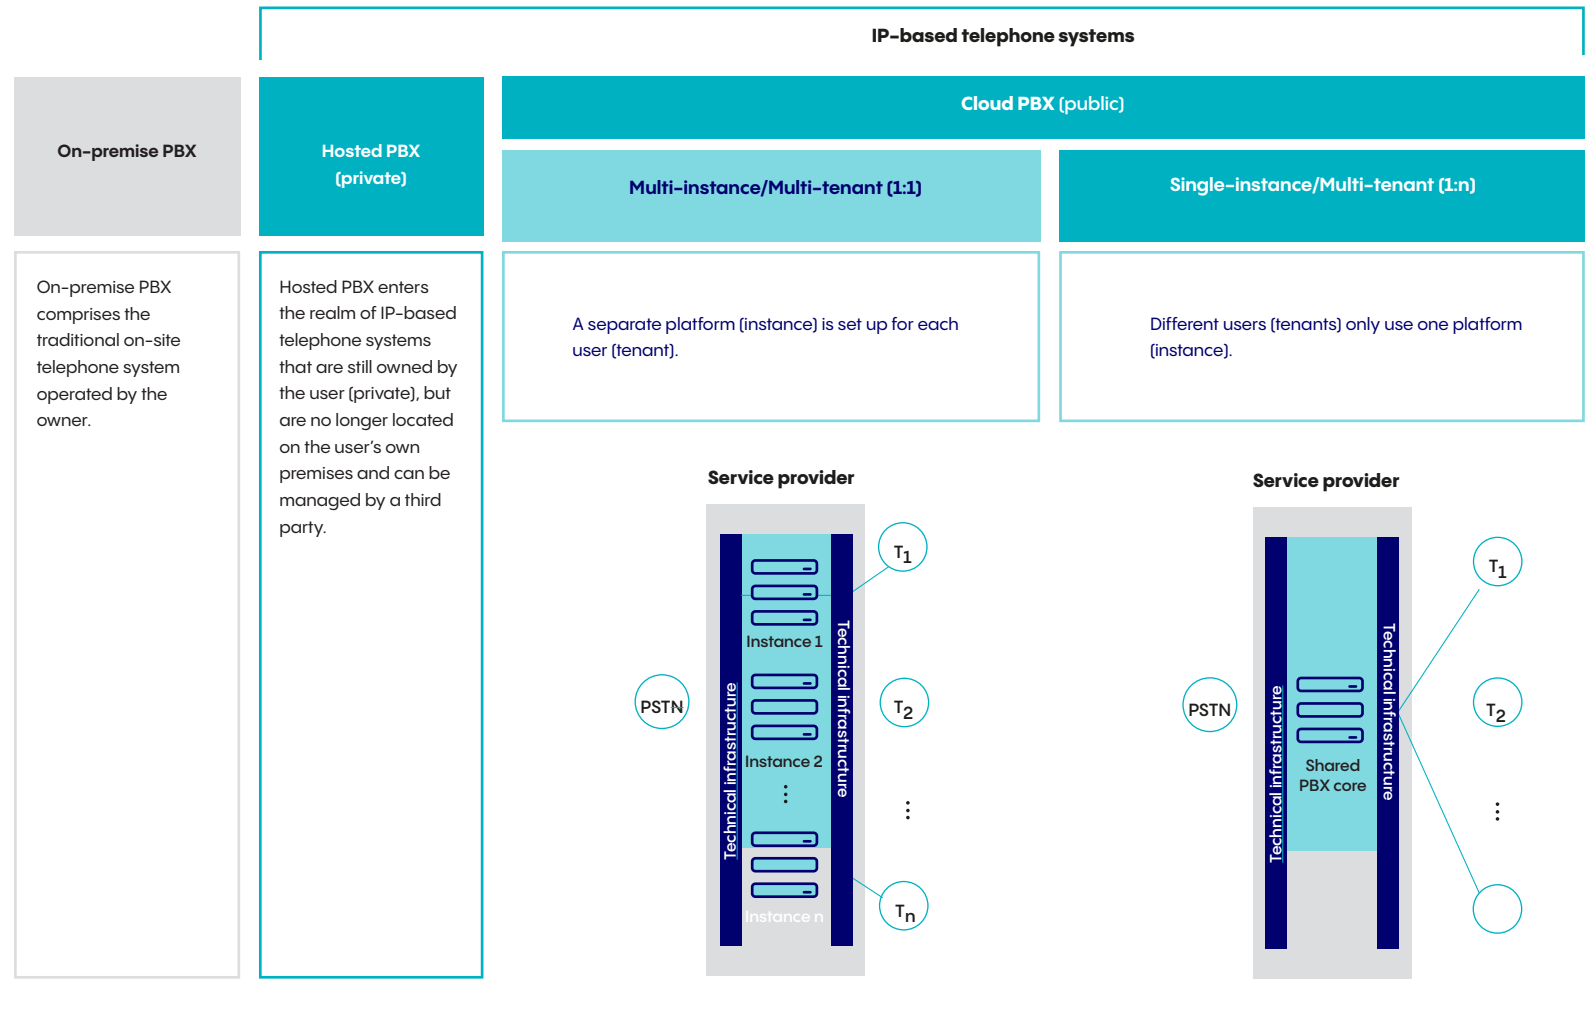 IP-based telephone systems
On-premise PBX
Hosted PBX
(private)
Cloud PBX (public)
Multi-instance/Multi-tenant (1:1)
Single-instance/Multi-tenant (1:n)
On-premise PBX
comprises the
traditional on-site
telephone system
operated by the
owner.
Hosted PBX enters
the realm of IP-based
telephone systems
that are still owned by
the user (private), but
are no longer located
on the user's own
premises and can be
managed by a third
party.
A separate platform (instance) is set up for each
user (tenant).
Different users (tenants) only use one platform
(instance).
Service provider
PSTN
Technical infrastructure
Instance 1
Instance 2
⋮
Instance n
Technical infrastructure
T1
T2
⋮
Tn
Service provider
PSTN
Technical infrastructure
Shared
PBX core
Technical infrastructure
T1
T2
⋮